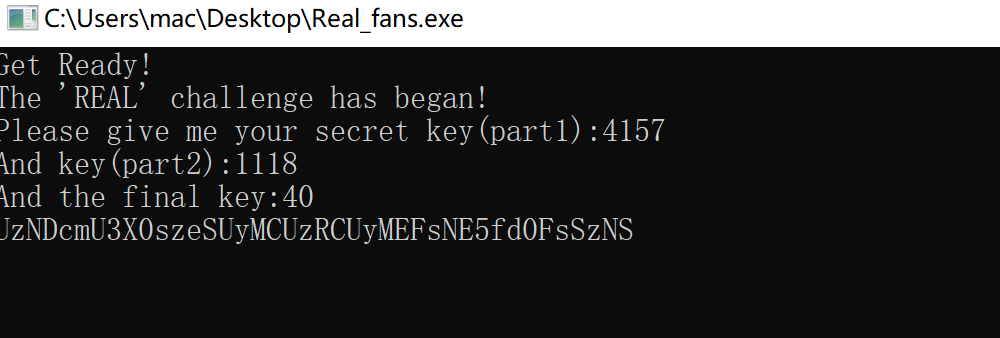 C:\Users\mac\Desktop\Real_fans.exe
Get Ready!
The 'REAL' challenge has began!
Please give me your secret key(part1):4157
And key(part2):1118
And the final key:40
UzNDcmU3X0szeSUyMCUzRCUyMEFsNE5fd0FsSzNS